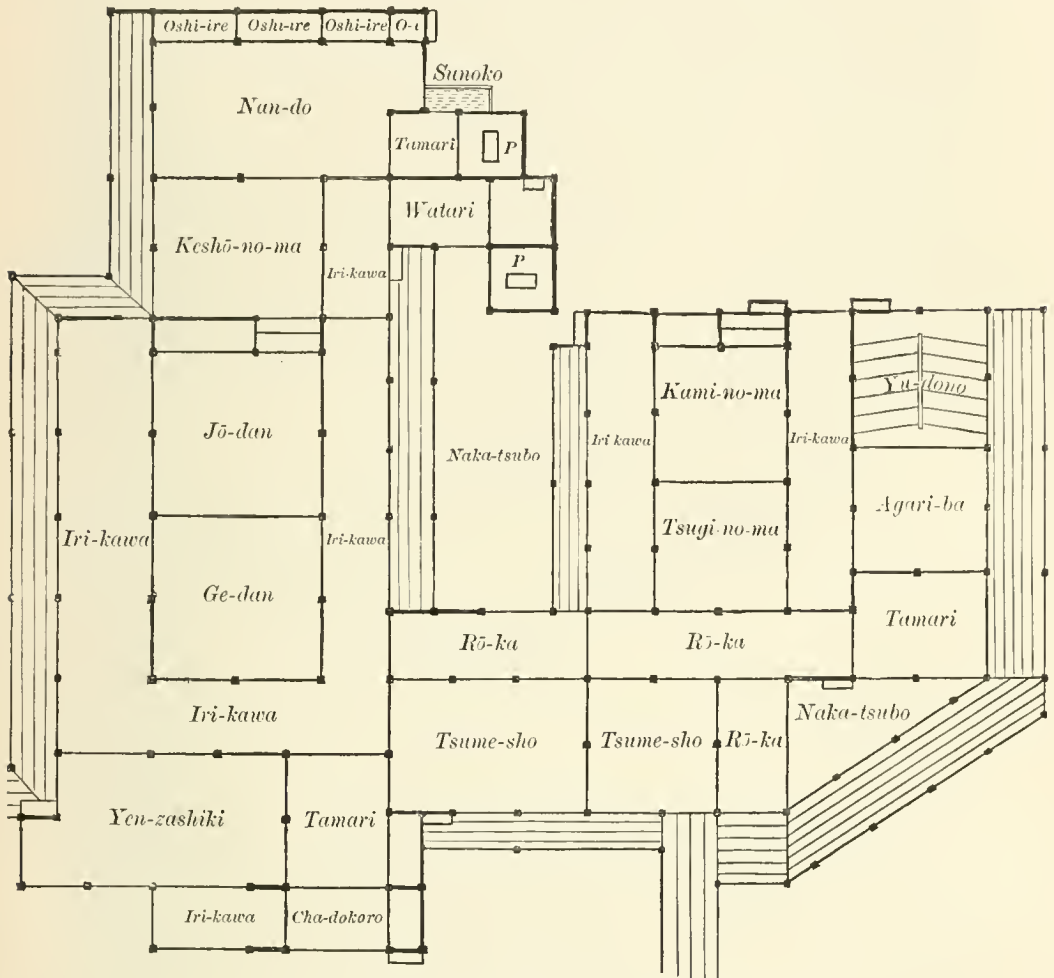 Oshi-ire Oshi-ire Oshi-ire O-i
Sunoko
Nan-do
Tamari P
Watari
Keshō-no-ma
Iri-kawa
P
Kami-no-ma
Yu-dono
Jō-dan
Naka-tsubo
Iri kawa
Iri-kawa
Agari-ba
Iri-kawa
Iri-kawa
Tsugi-no-ma
Ge-dan
Tamari
Rō-ka
Rō-ka
Iri-kawa
Naka-tsubo
Tsume-sho
Tsume-sho
Rō-ka
Yen-zashiki
Tamari
Iri-kawa
Cha-dokoro